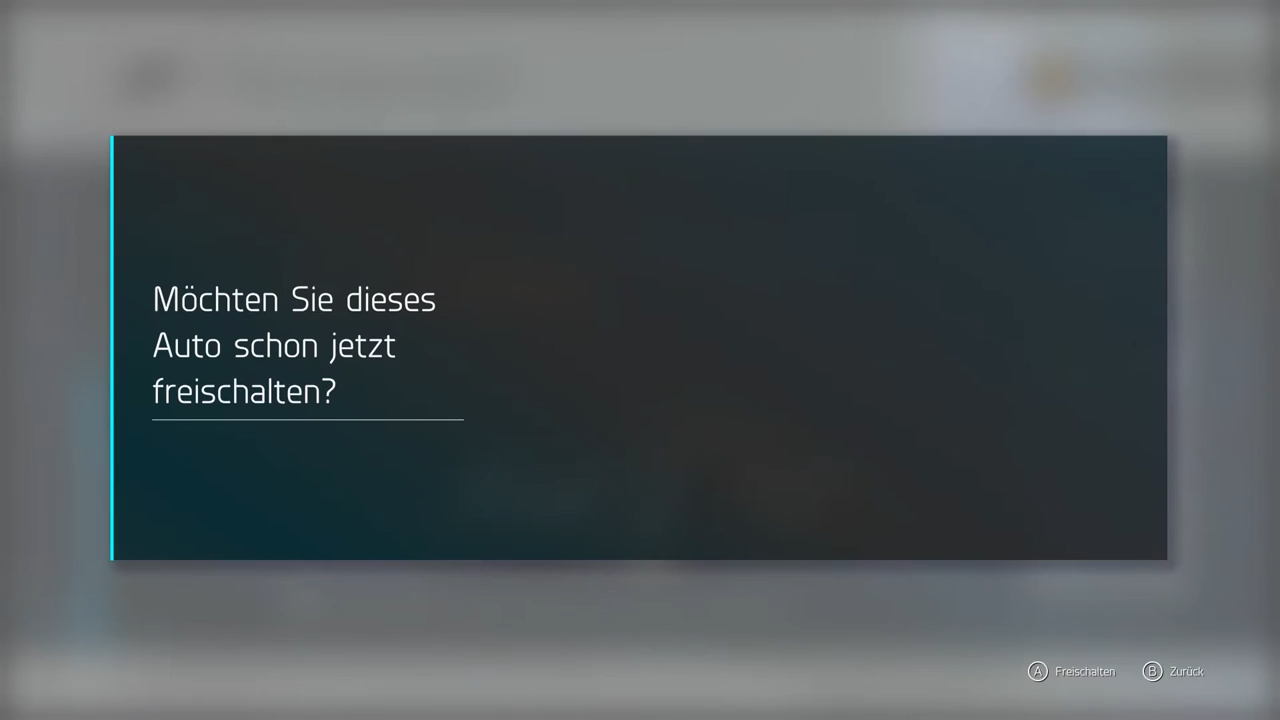 Möchten Sie dieses
Auto schon jetzt
freischalten?
A Freischalten B Zurück